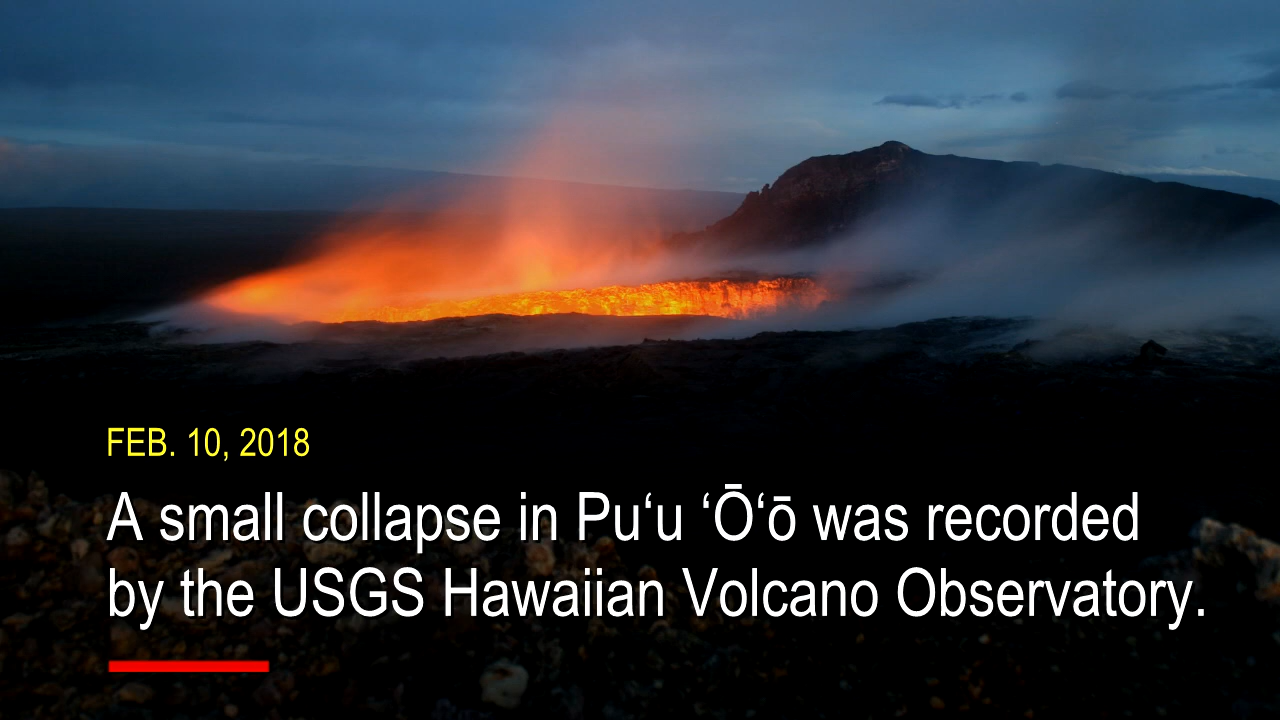 FEB. 10, 2018
A small collapse in Pu‘u ‘Ō‘ō was recorded
by the USGS Hawaiian Volcano Observatory.